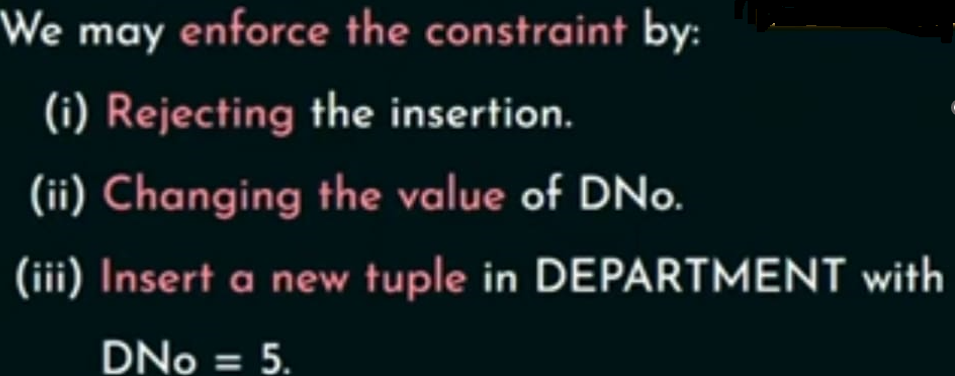 We may enforce the constraint by:
(i) Rejecting the insertion.
(ii) Changing the value of DNo.
(iii) Insert a new tuple in DEPARTMENT with
DNo = 5.